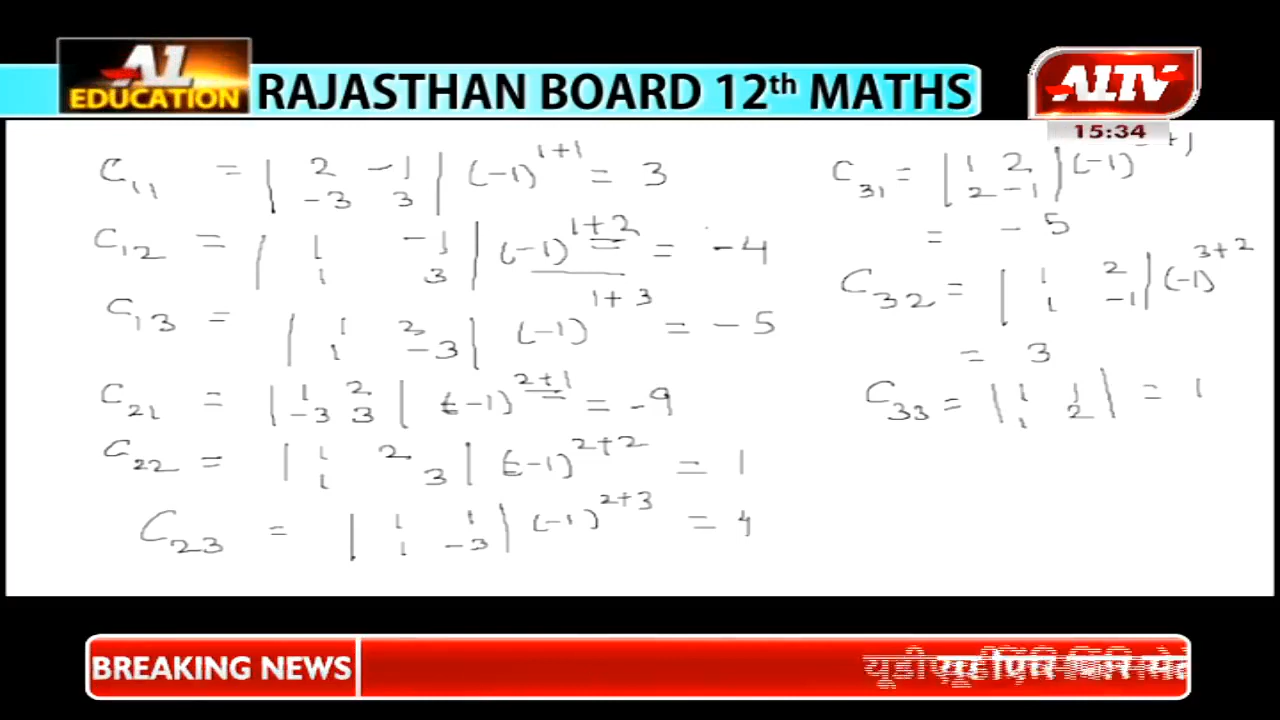 A1
EDUCATION
RAJASTHAN BOARD 12th MATHS
A1TV
15:34
C11 = | 2 -1 | (-1)^1+1 = 3
-3 3
C12 = | 1 -1 | (-1)^1+2 = -4
1 3
C13 = | 1 2 | (-1)^1+3 = -5
1 -3
C21 = | 1 2 | (-1)^2+1 = -9
-3 3
C22 = | 1 2 | (-1)^2+2 = 1
1 3
C23 = | 1 1 | (-1)^2+3 = 4
1 -3
C31 = | 1 2 | (-1)^+1
2 -1
= -5
C32 = | 1 2 | (-1)^3+2
1 -1
= 3
C33 = | 1 1 | = 1
1 2
BREAKING NEWS